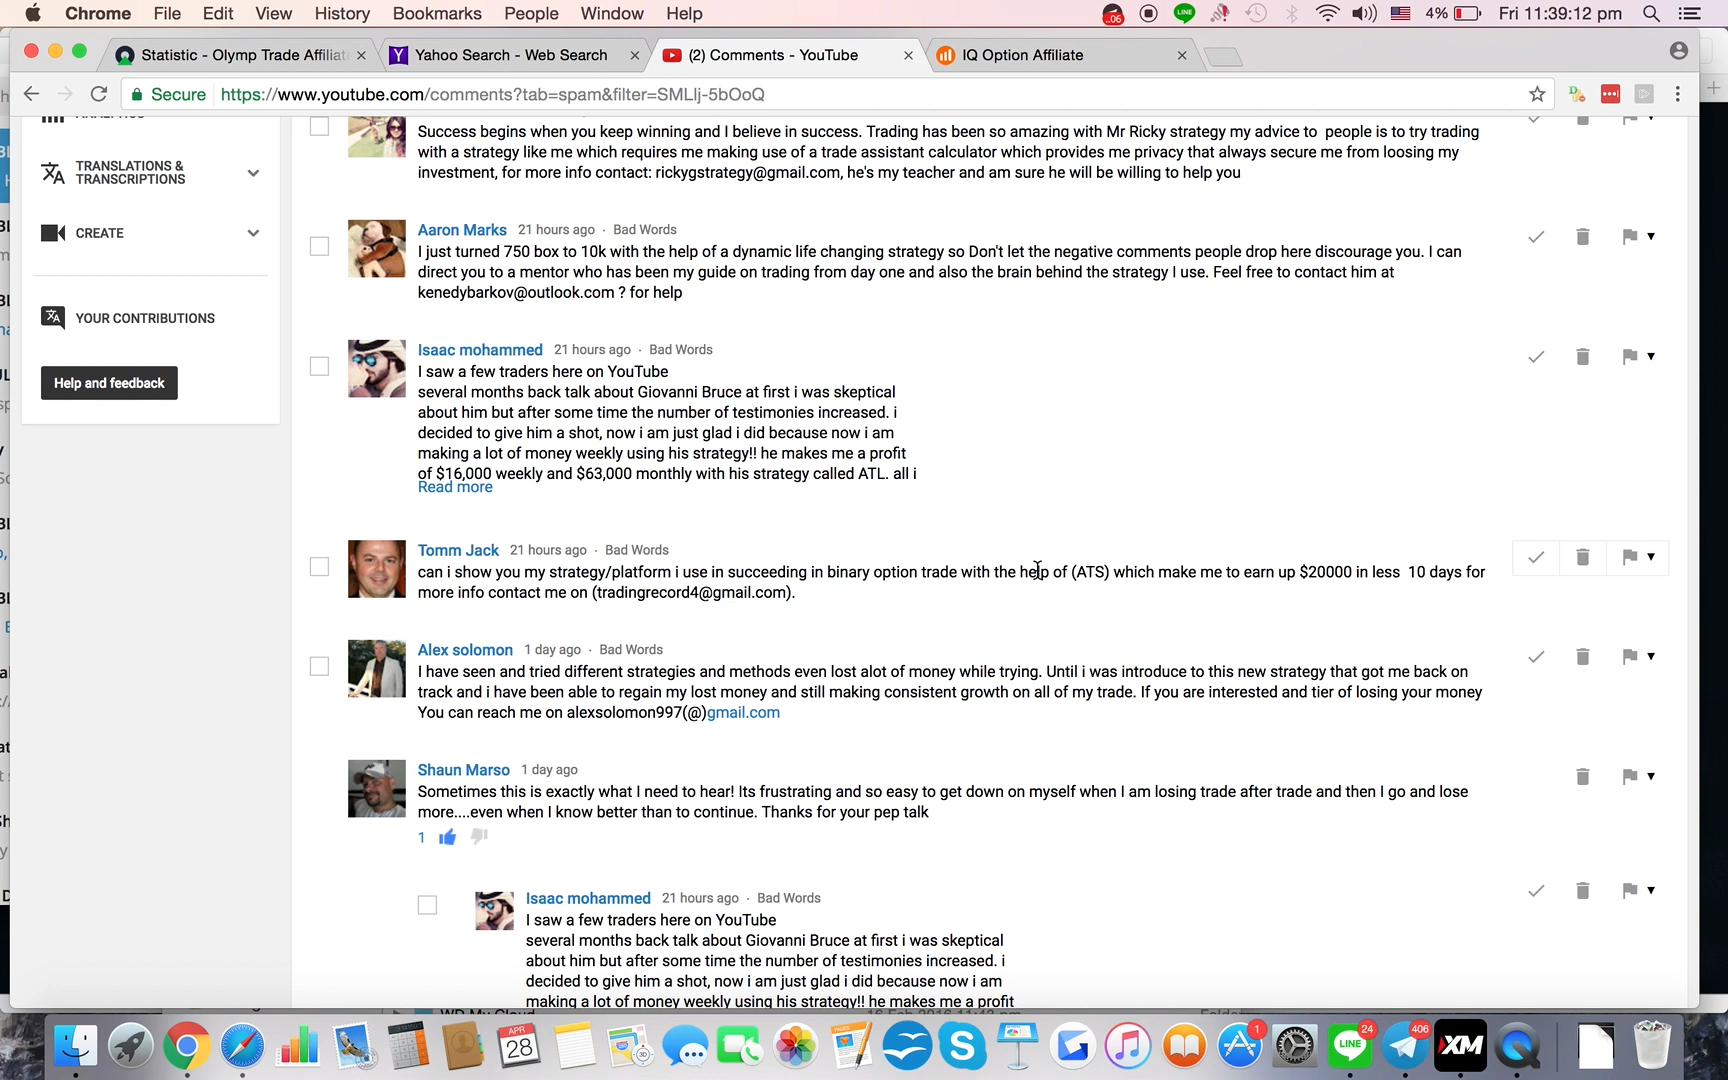 Chrome File Edit View History Bookmarks People Window Help 4% Fri 11:39:12 pm
Statistic - Olymp Trade Affiliate Yahoo Search - Web Search (2) Comments - YouTube IQ Option Affiliate
Secure https://www.youtube.com/comments?tab=spam&filter=SMLlj-5bOoQ
TRANSLATIONS &
TRANSCRIPTIONS
CREATE
YOUR CONTRIBUTIONS
Help and feedback
Success begins when you keep winning and I believe in success. Trading has been so amazing with Mr Ricky strategy my advice to people is to try trading
with a strategy like me which requires me making use of a trade assistant calculator which provides me privacy that always secure me from loosing my
investment, for more info contact: rickygstrategy@gmail.com, he's my teacher and am sure he will be willing to help you
Aaron Marks 21 hours ago · Bad Words
I just turned 750 box to 10k with the help of a dynamic life changing strategy so Don't let the negative comments people drop here discourage you. I can
direct you to a mentor who has been my guide on trading from day one and also the brain behind the strategy I use. Feel free to contact him at
kenedybarkov@outlook.com ? for help
Isaac mohammed 21 hours ago · Bad Words
I saw a few traders here on YouTube
several months back talk about Giovanni Bruce at first i was skeptical
about him but after some time the number of testimonies increased. i
decided to give him a shot, now i am just glad i did because now i am
making a lot of money weekly using his strategy!! he makes me a profit
of $16,000 weekly and $63,000 monthly with his strategy called ATL. all i
Read more
Tomm Jack 21 hours ago · Bad Words
can i show you my strategy/platform i use in succeeding in binary option trade with the help of (ATS) which make me to earn up $20000 in less 10 days for
more info contact me on (tradingrecord4@gmail.com).
Alex solomon 1 day ago · Bad Words
I have seen and tried different strategies and methods even lost alot of money while trying. Until i was introduce to this new strategy that got me back on
track and i have been able to regain my lost money and still making consistent growth on all of my trade. If you are interested and tier of losing your money
You can reach me on alexsolomon997(@)gmail.com
Shaun Marso 1 day ago
Sometimes this is exactly what I need to hear! Its frustrating and so easy to get down on myself when I am losing trade after trade and then I go and lose
more....even when I know better than to continue. Thanks for your pep talk
1
Isaac mohammed 21 hours ago · Bad Words
I saw a few traders here on YouTube
several months back talk about Giovanni Bruce at first i was skeptical
about him but after some time the number of testimonies increased. i
decided to give him a shot, now i am just glad i did because now i am
making a lot of money weekly using his strategy!! he makes me a profit
APR
28
PAGES
1
LINE
24
406
XM